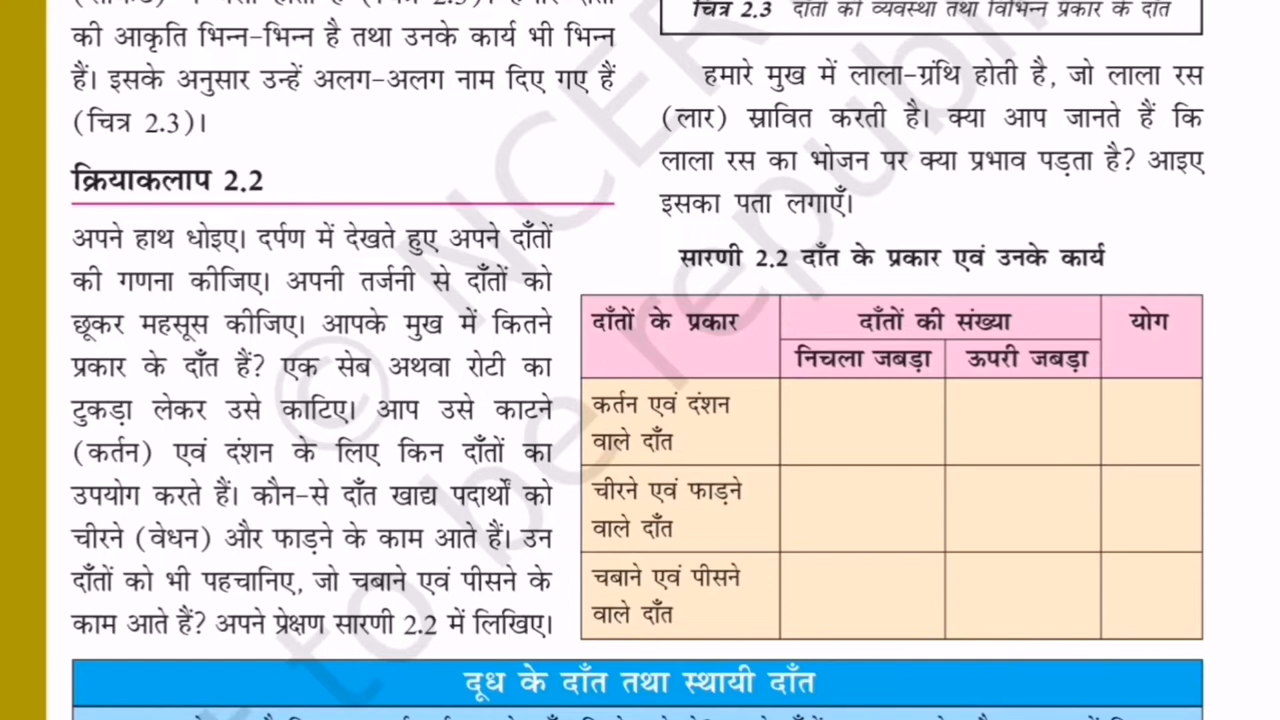 की आकृति भिन्न-भिन्न है तथा उनके कार्य भी भिन्न
हैं। इसके अनुसार उन्हें अलग-अलग नाम दिए गए हैं
(चित्र 2.3)।
क्रियाकलाप 2.2
अपने हाथ धोइए। दर्पण में देखते हुए अपने दाँतों
की गणना कीजिए। अपनी तर्जनी से दाँतों को
छूकर महसूस कीजिए। आपके मुख में कितने
प्रकार के दाँत हैं? एक सेब अथवा रोटी का
टुकड़ा लेकर उसे काटिए। आप उसे काटने
(कर्तन) एवं दंशन के लिए किन दाँतों का
उपयोग करते हैं। कौन-से दाँत खाद्य पदार्थों को
चीरने (वेधन) और फाड़ने के काम आते हैं। उन
दाँतों को भी पहचानिए, जो चबाने एवं पीसने के
काम आते हैं? अपने प्रेक्षण सारणी 2.2 में लिखिए।
चित्र 2.3 दाँतों की व्यवस्था तथा विभिन्न प्रकार के दाँत
हमारे मुख में लाला-ग्रंथि होती है, जो लाला रस
(लार) स्रावित करती है। क्या आप जानते हैं कि
लाला रस का भोजन पर क्या प्रभाव पड़ता है? आइए
इसका पता लगाएँ।
सारणी 2.2 दाँत के प्रकार एवं उनके कार्य
दाँतों के प्रकार दाँतों की संख्या योग
निचला जबड़ा ऊपरी जबड़ा
कर्तन एवं दंशन
वाले दाँत
चीरने एवं फाड़ने
वाले दाँत
चबाने एवं पीसने
वाले दाँत
दूध के दाँत तथा स्थायी दाँत
© NCER
to be republ